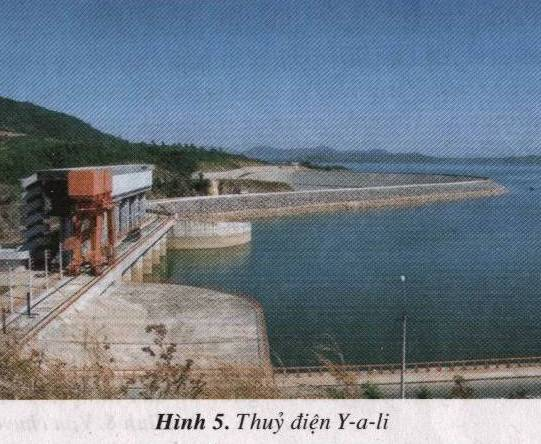 Hình 5. Thuỷ điện Y-a-li